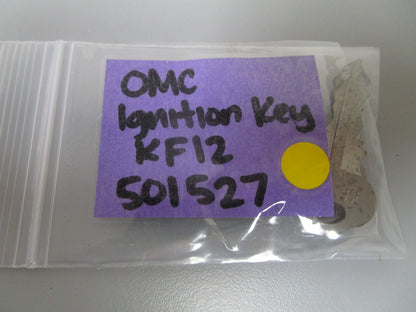 OMC
Ignition Key
KF12
501527